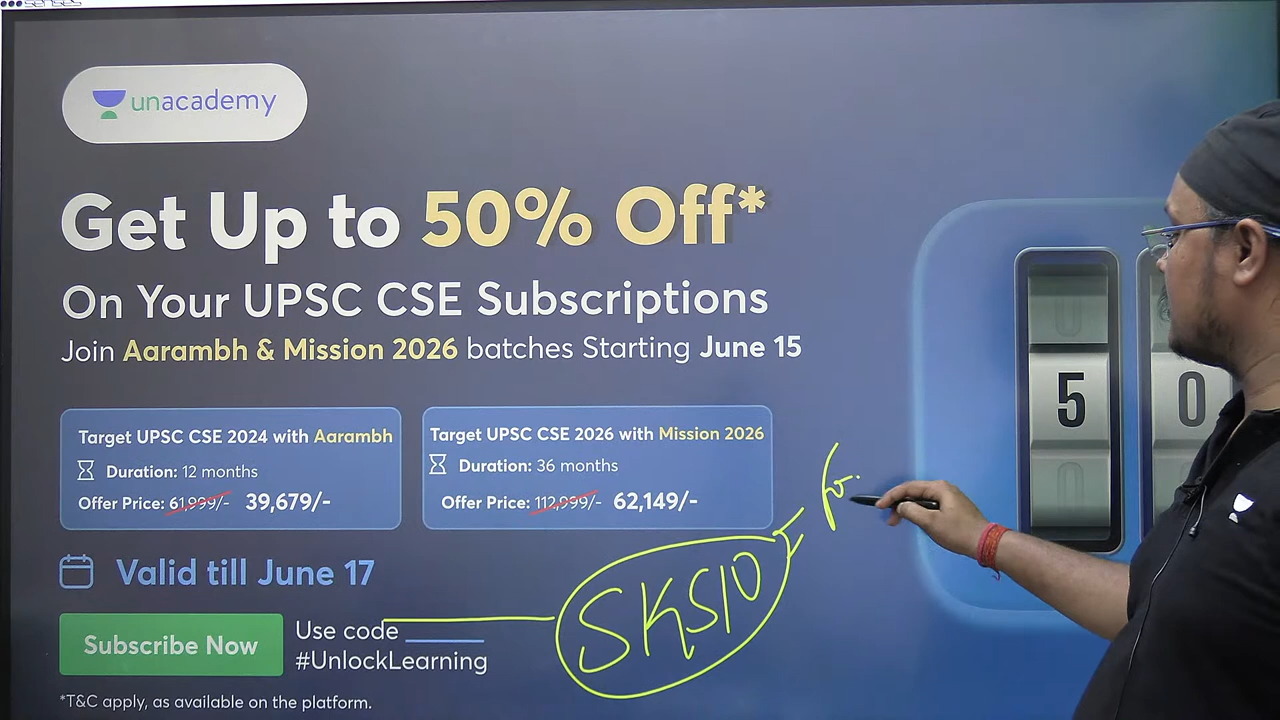 unacademy
Get Up to 50% Off*
On Your UPSC CSE Subscriptions
Join Aarambh & Mission 2026 batches Starting June 15
Target UPSC CSE 2024 with Aarambh
Duration: 12 months
Offer Price: 61,999/- 39,679/-
Target UPSC CSE 2026 with Mission 2026
Duration: 36 months
Offer Price: 112,999/- 62,149/-
5 0
Valid till June 17
Subscribe Now
Use code ______
#UnlockLearning
SKS10
*T&C apply, as available on the platform.